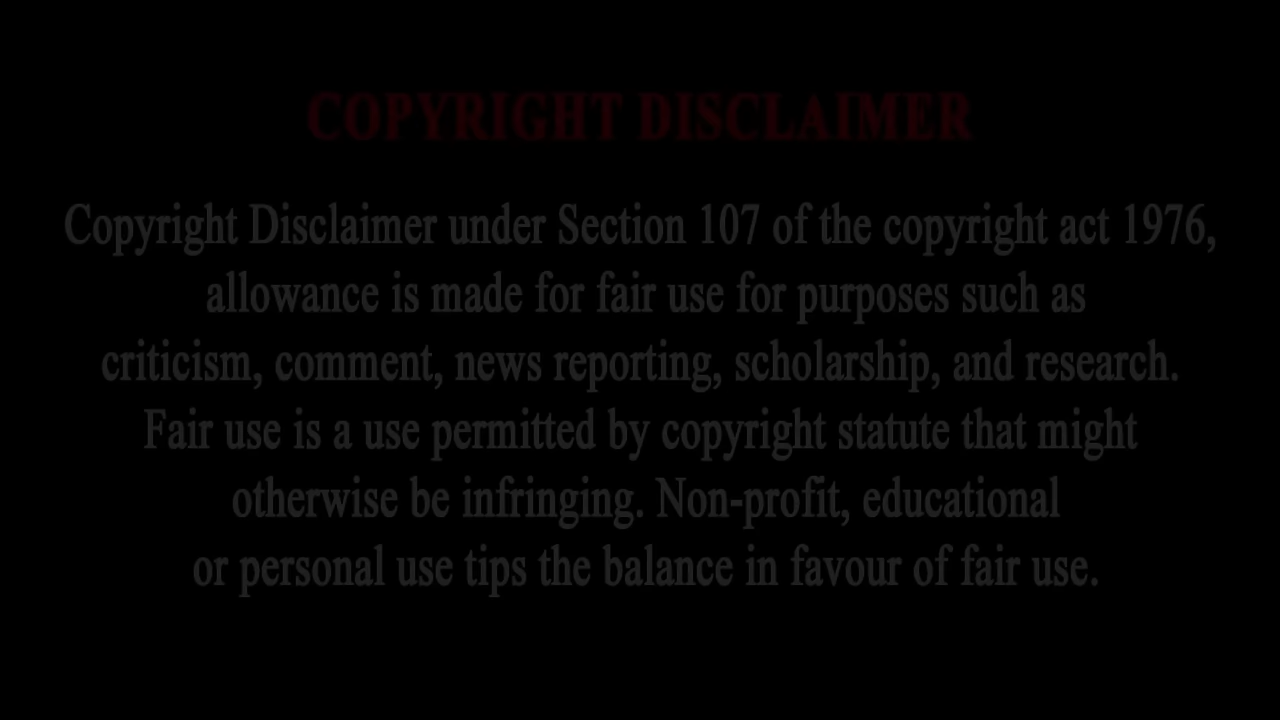 COPYRIGHT DISCLAIMER
Copyright Disclaimer under Section 107 of the copyright act 1976,
allowance is made for fair use for purposes such as
criticism, comment, news reporting, scholarship, and research.
Fair use is a use permitted by copyright statute that might
otherwise be infringing. Non-profit, educational
or personal use tips the balance in favour of fair use.